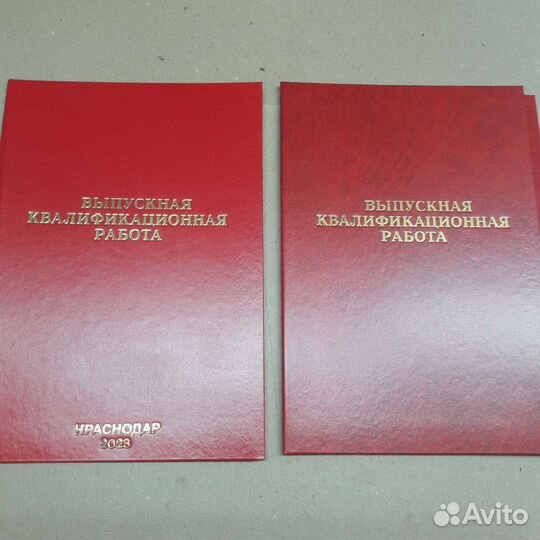 ВЫПУСКНАЯ
КВАЛИФИКАЦИОННАЯ
РАБОТА
КРАСНОДАР
2023
ВЫПУСКНАЯ
КВАЛИФИКАЦИОННАЯ
РАБОТА
Avito